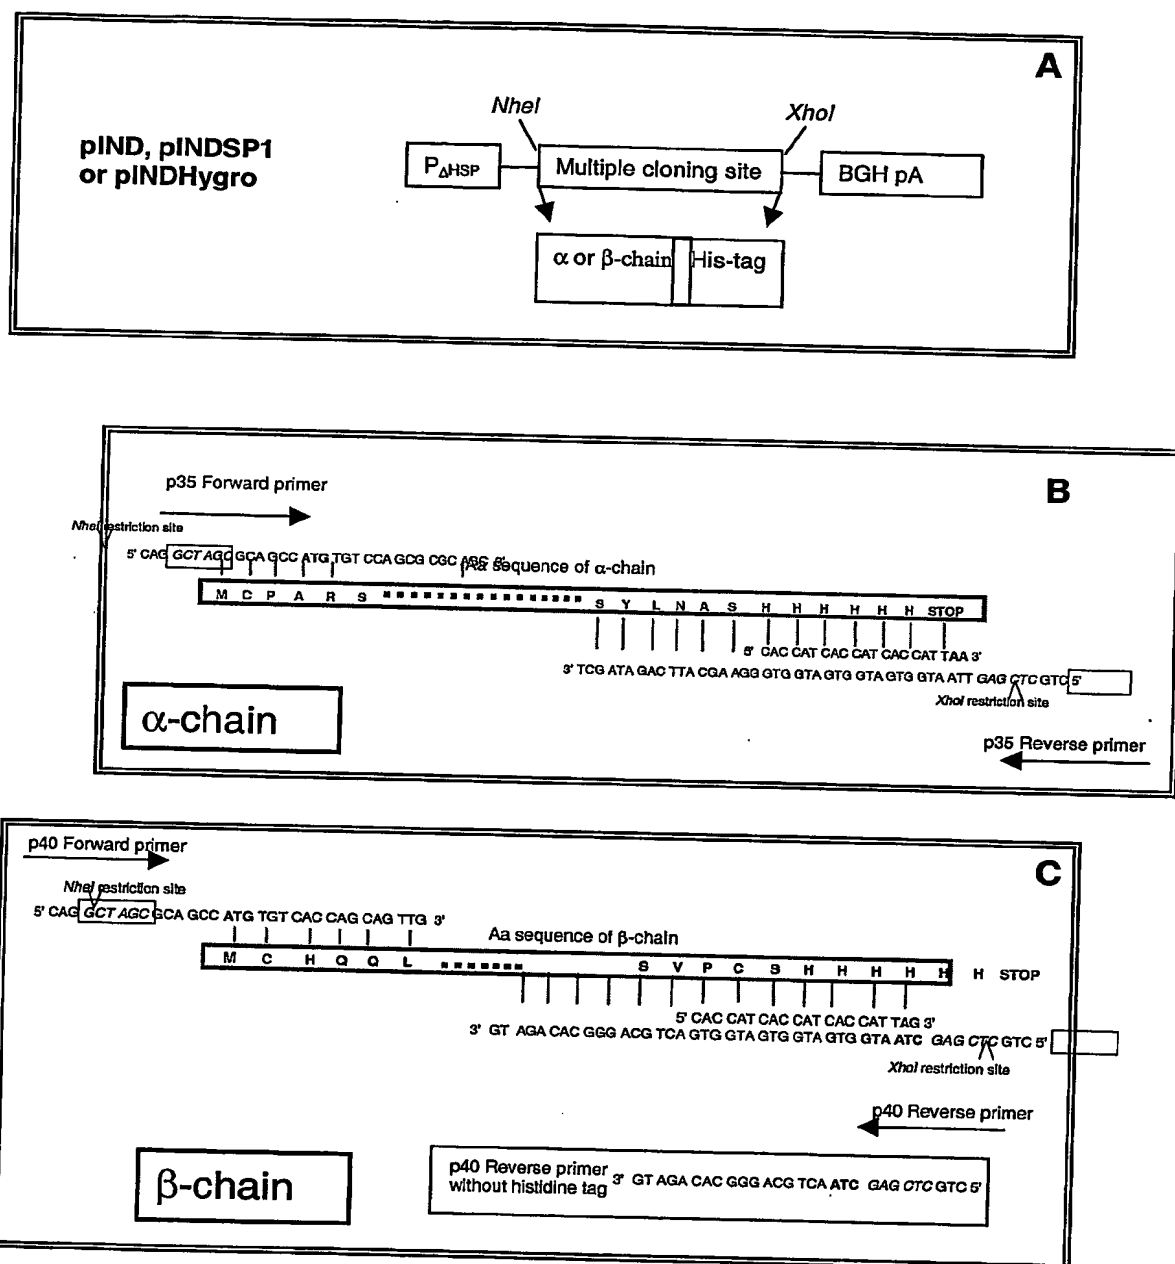 A
NheI
XhoI
pIND, pINDSP1
or pINDHygro
PΔHSP
Multiple cloning site
BGH pA
α or β-chain
His-tag
B
p35 Forward primer
NheI restriction site
5' CAG GCT AGC GCA GCC ATG TGT CCA GCG CGC
Aa sequence of α-chain
M C P A R S S Y L N A S H H H H H H STOP
5' CAC CAT CAC CAT CAC CAT TAA 3'
3' TCG ATA GAC TTA CGA AGG GTG GTA GTG GTA GTG GTA ATT GAG CTC GTC 5'
XhoI restriction site
α-chain
p35 Reverse primer
C
p40 Forward primer
NheI restriction site
5' CAG GCT AGC GCA GCC ATG TGT CAC CAG CAG TTG 3'
Aa sequence of β-chain
M C H Q Q L S V P C S H H H H H H STOP
5' CAC CAT CAC CAT CAC CAT TAG 3'
3' GT AGA CAC GGG ACG TCA GTG GTA GTG GTA GTG GTA ATC GAG CTC GTC 5'
XhoI restriction site
p40 Reverse primer
β-chain
p40 Reverse primer
without histidine tag
3' GT AGA CAC GGG ACG TCA ATC GAG CTC GTC 5'